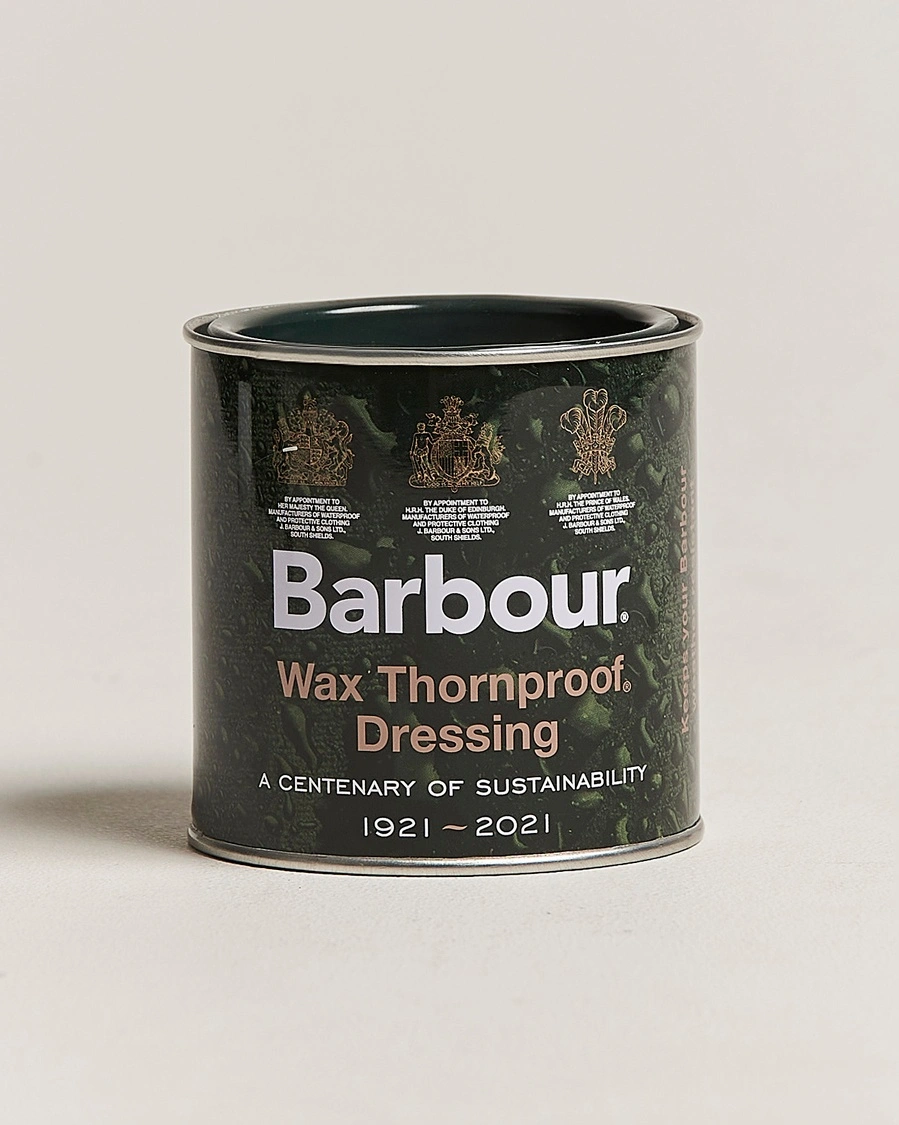 BY APPOINTMENT TO
HER MAJESTY THE QUEEN.
MANUFACTURERS OF WATERPROOF
AND PROTECTIVE CLOTHING
J. BARBOUR & SONS LTD.,
SOUTH SHIELDS.
BY APPOINTMENT TO
H.R.H. THE DUKE OF EDINBURGH.
MANUFACTURERS OF WATERPROOF
AND PROTECTIVE CLOTHING
J. BARBOUR & SONS LTD.,
SOUTH SHIELDS.
BY APPOINTMENT TO
H.R.H. THE PRINCE OF WALES.
MANUFACTURERS OF WATERPROOF
AND PROTECTIVE CLOTHING
J. BARBOUR & SONS LTD.,
SOUTH SHIELDS.
Barbour®
Wax Thornproof®
Dressing
A CENTENARY OF SUSTAINABILITY
1921 ~ 2021
your Barbour